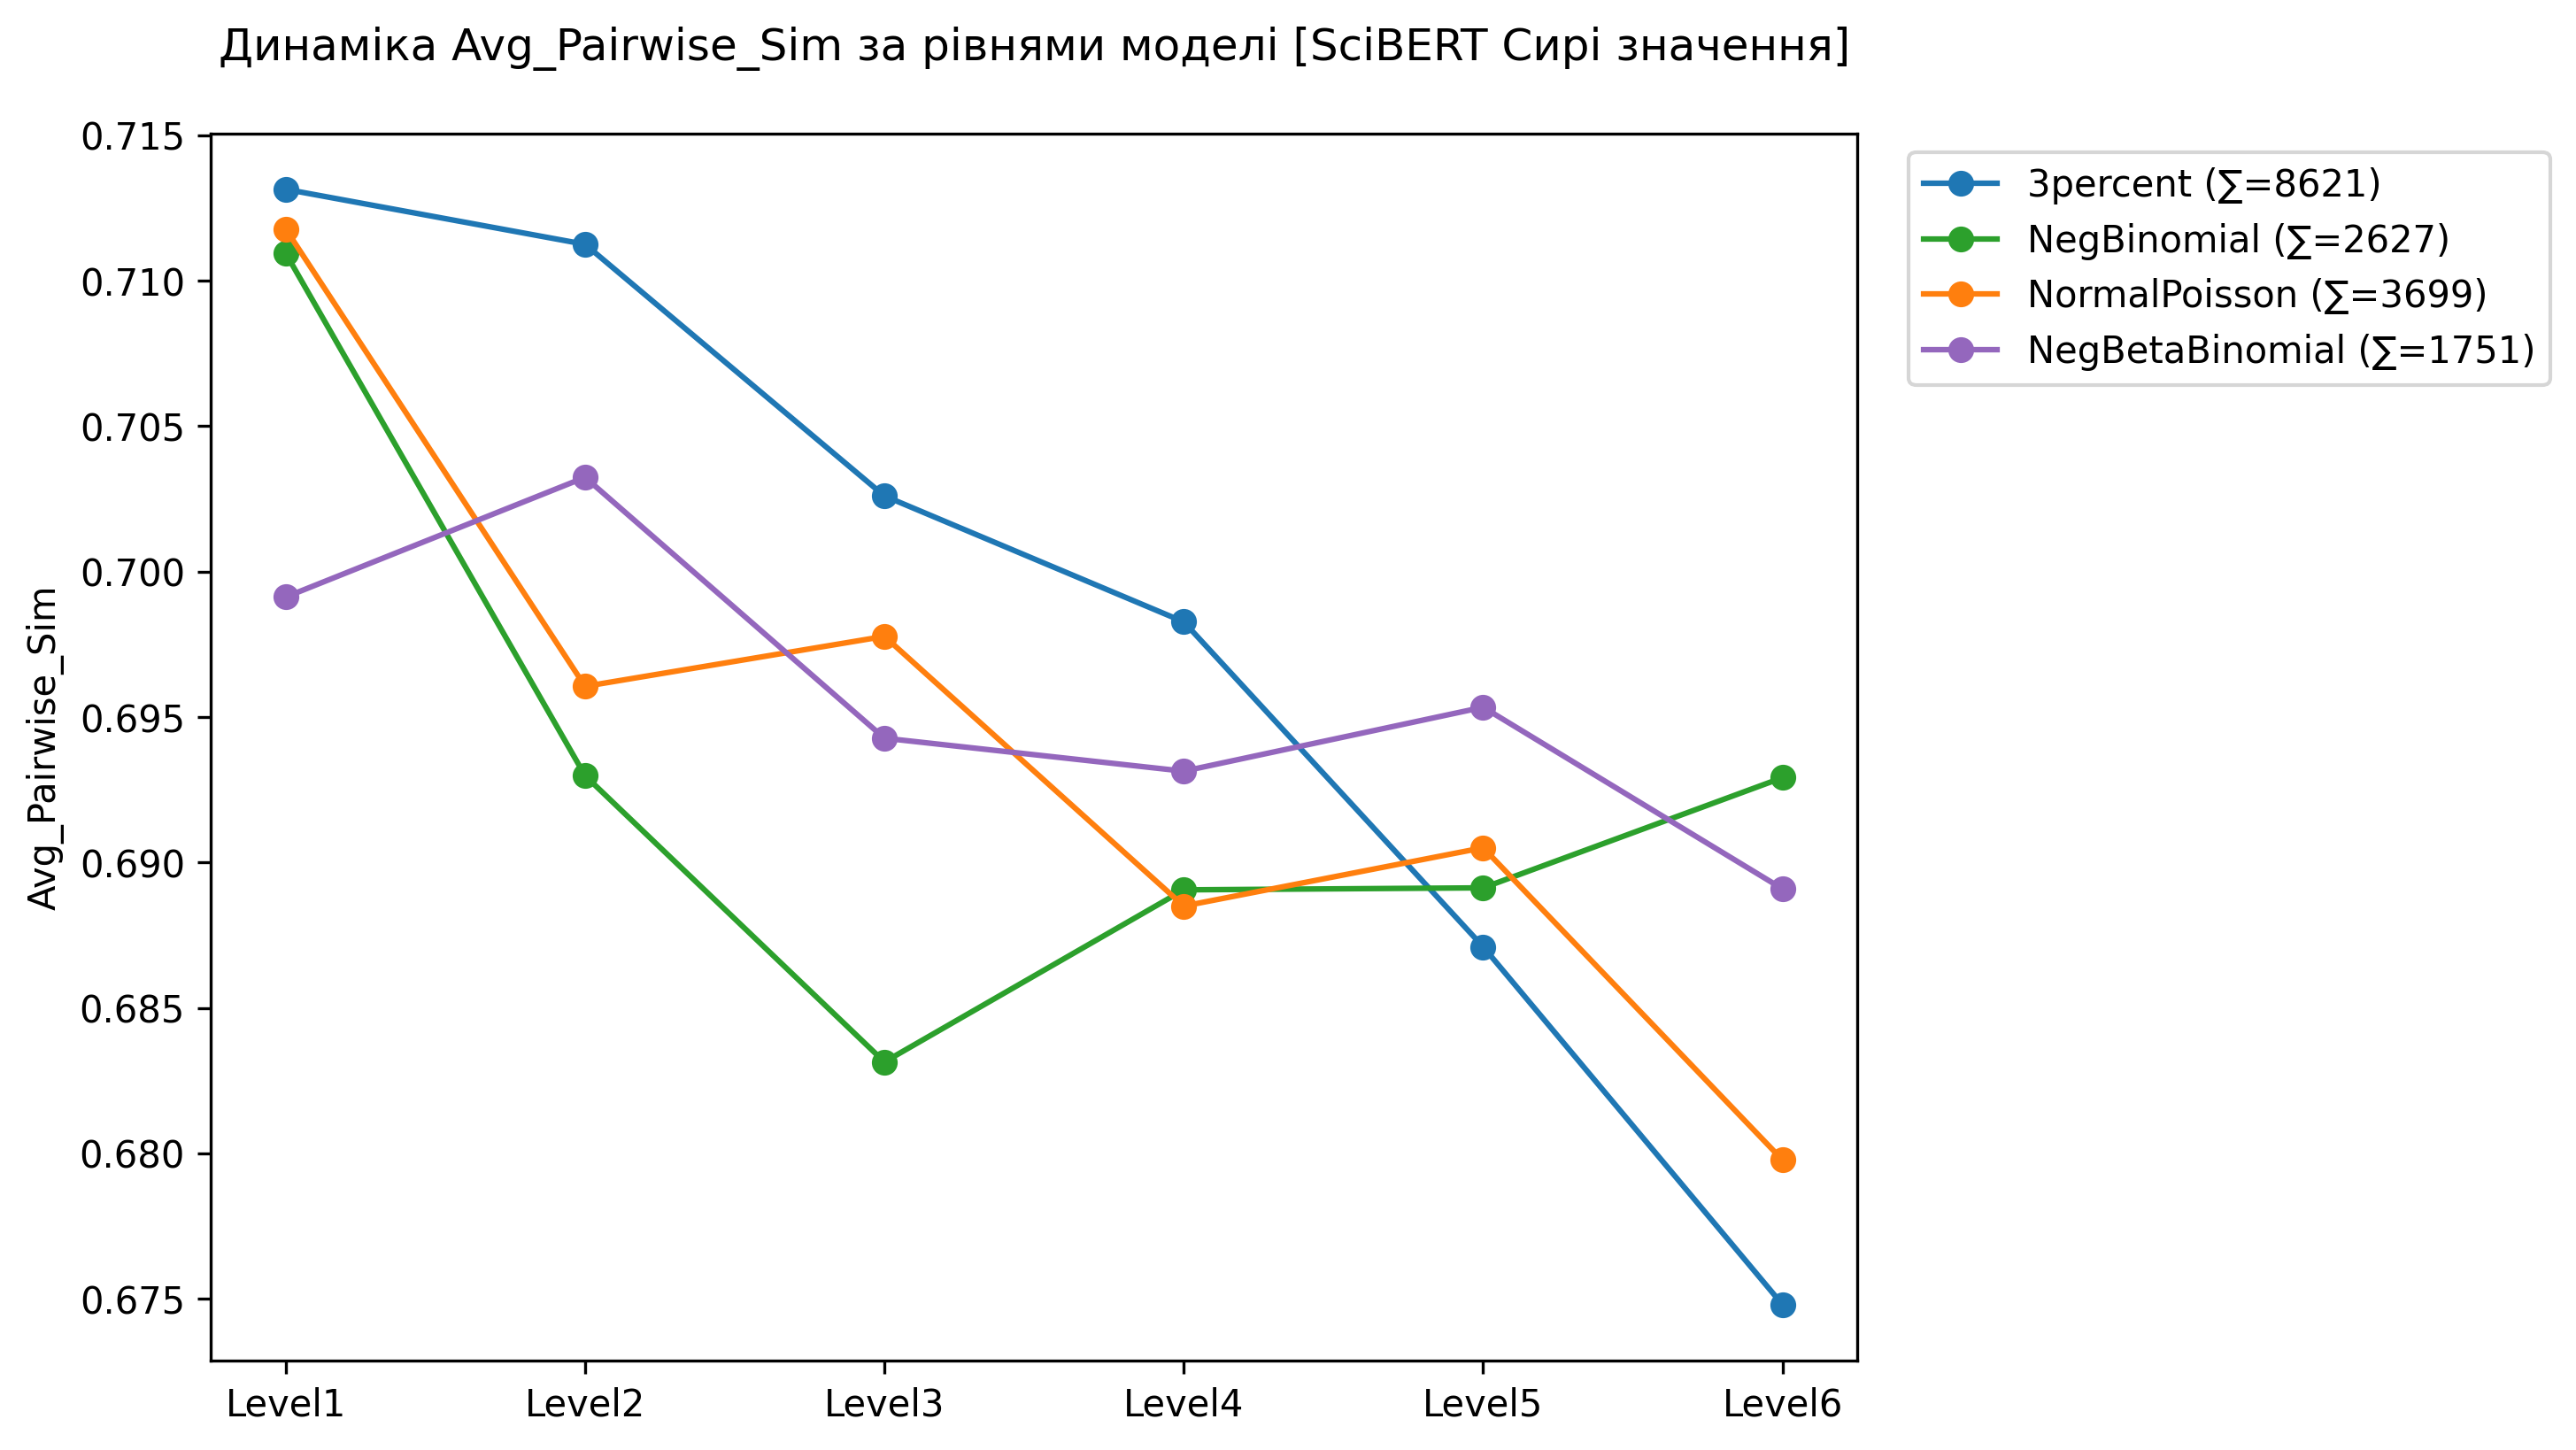 Динаміка Avg_Pairwise_Sim за рівнями моделі [SciBERT Сирі значення]
3percent (∑=8621)
NegBinomial (∑=2627)
NormalPoisson (∑=3699)
NegBetaBinomial (∑=1751)
Avg_Pairwise_Sim
0.715
0.710
0.705
0.700
0.695
0.690
0.685
0.680
0.675
Level1
Level2
Level3
Level4
Level5
Level6